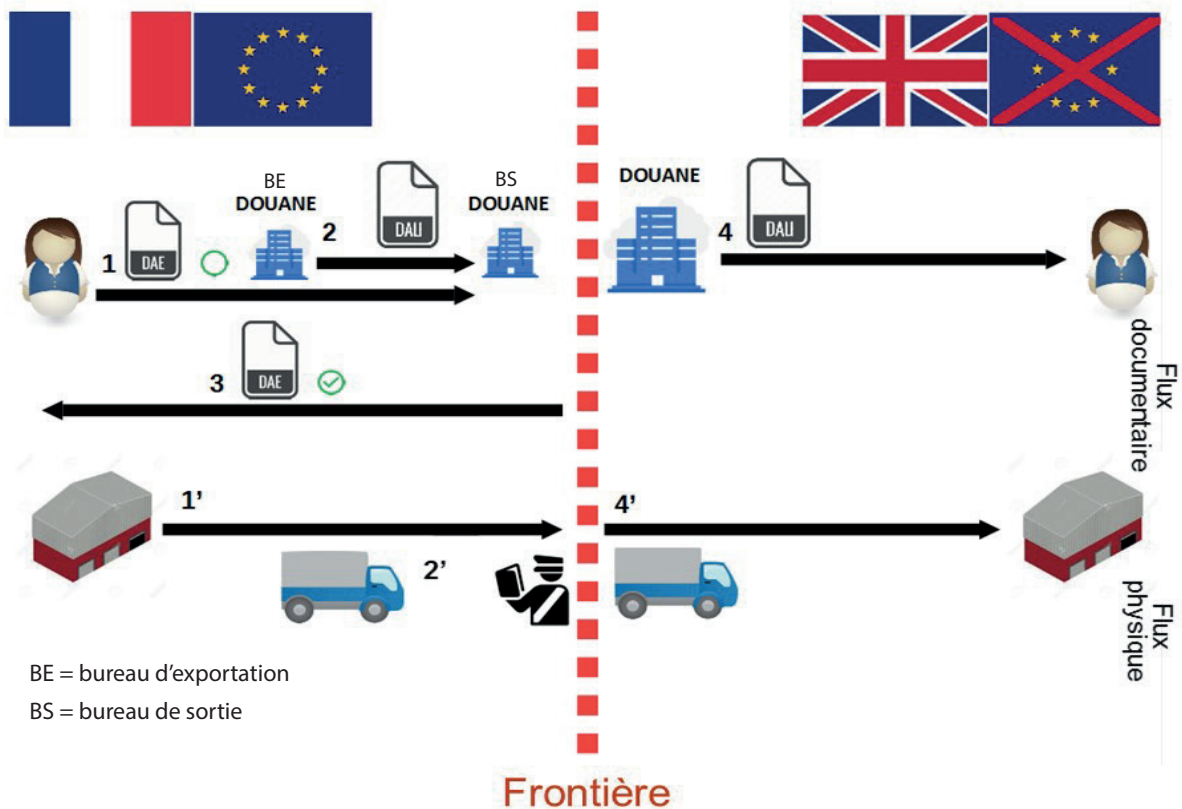 BE
DOUANE
1
DAE
2
DAU
BS
DOUANE
DOUANE
4
DAU
3
DAE
Flux
documentaire
1'
2'
4'
Flux
physique
BE = bureau d'exportation
BS = bureau de sortie
Frontière